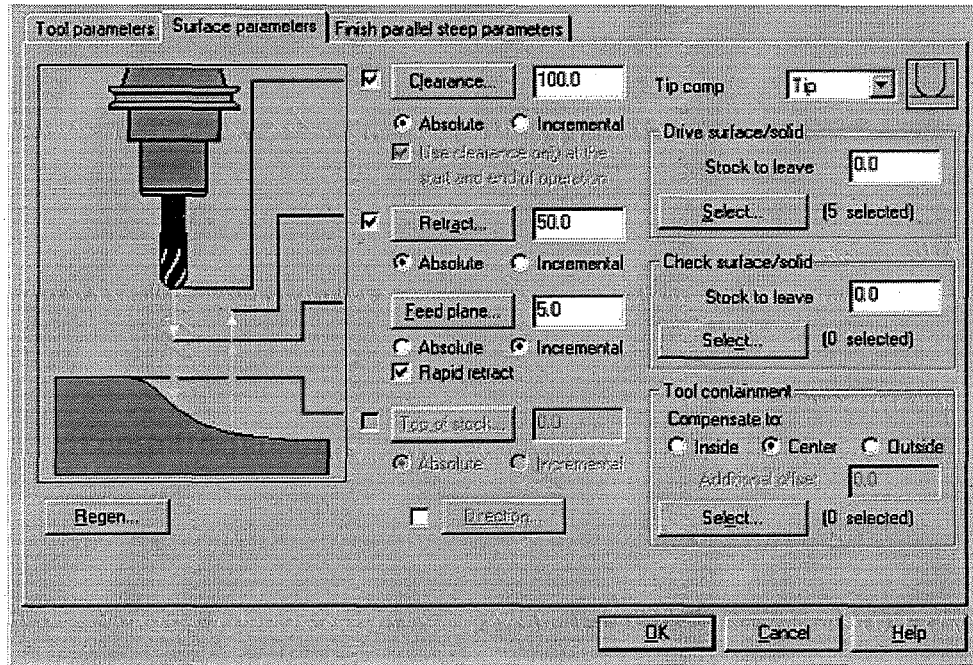 Tool parameters Surface parameters Finish parallel steep parameters
Clearance... 100.0
Absolute Incremental
Use clearance only at the
start and end of operation
Retract... 50.0
Absolute Incremental
Feed plane... 5.0
Absolute Incremental
Rapid retract
Top of stock... 0.0
Absolute Incremental
Regen...
Direction...
Tip comp Tip
Drive surface/solid
Stock to leave 0.0
Select... (5 selected)
Check surface/solid
Stock to leave 0.0
Select... (0 selected)
Tool containment
Compensate to:
Inside Center Outside
Additional offset 0.0
Select... (0 selected)
OK Cancel Help